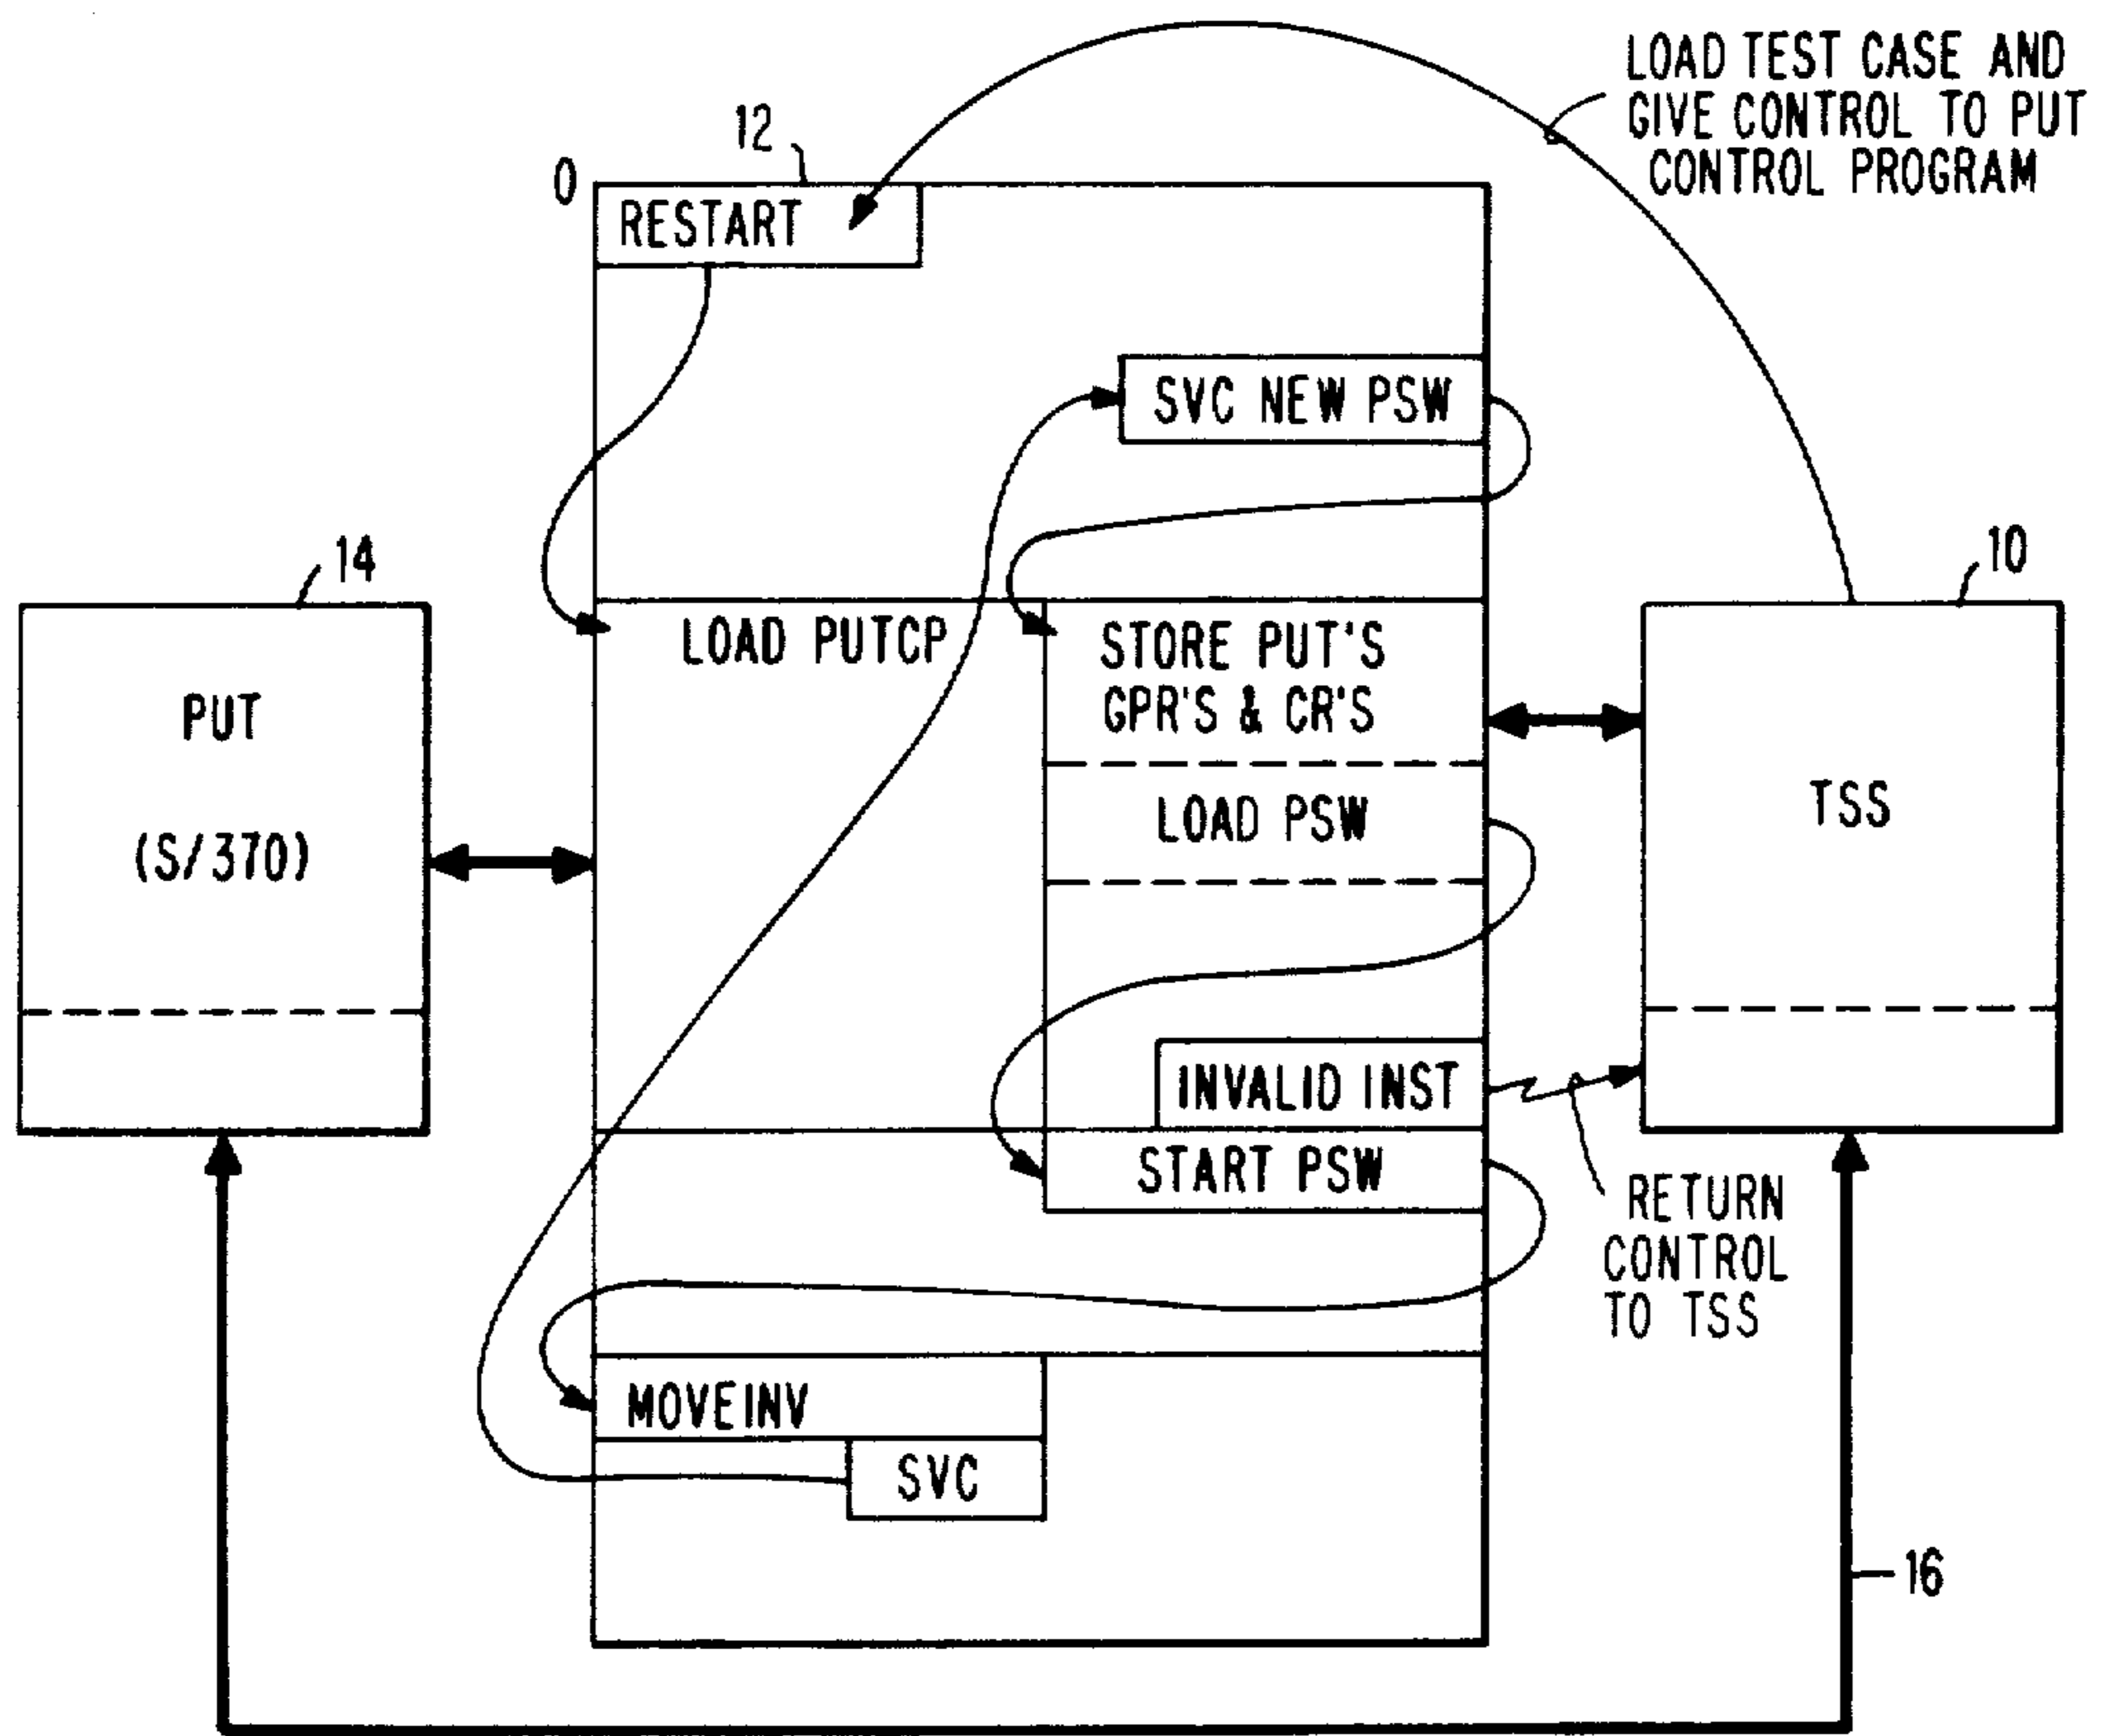 LOAD TEST CASE AND
GIVE CONTROL TO PUT
CONTROL PROGRAM
12
0
RESTART
SVC NEW PSW
14
10
LOAD PUTCP
STORE PUT'S
GPR'S & CR'S
PUT
(S/370)
LOAD PSW
TSS
INVALID INST
START PSW
RETURN
CONTROL
TO TSS
MOVEINV
SVC
16